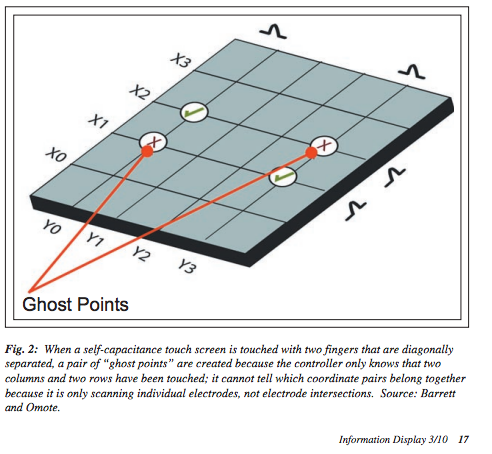 X3
X2
X1
X0
Y0
Y1
Y2
Y3
Ghost Points
Fig. 2: When a self-capacitance touch screen is touched with two fingers that are diagonally
separated, a pair of “ghost points” are created because the controller only knows that two
columns and two rows have been touched; it cannot tell which coordinate pairs belong together
because it is only scanning individual electrodes, not electrode intersections. Source: Barrett
and Omote.
Information Display 3/10 17